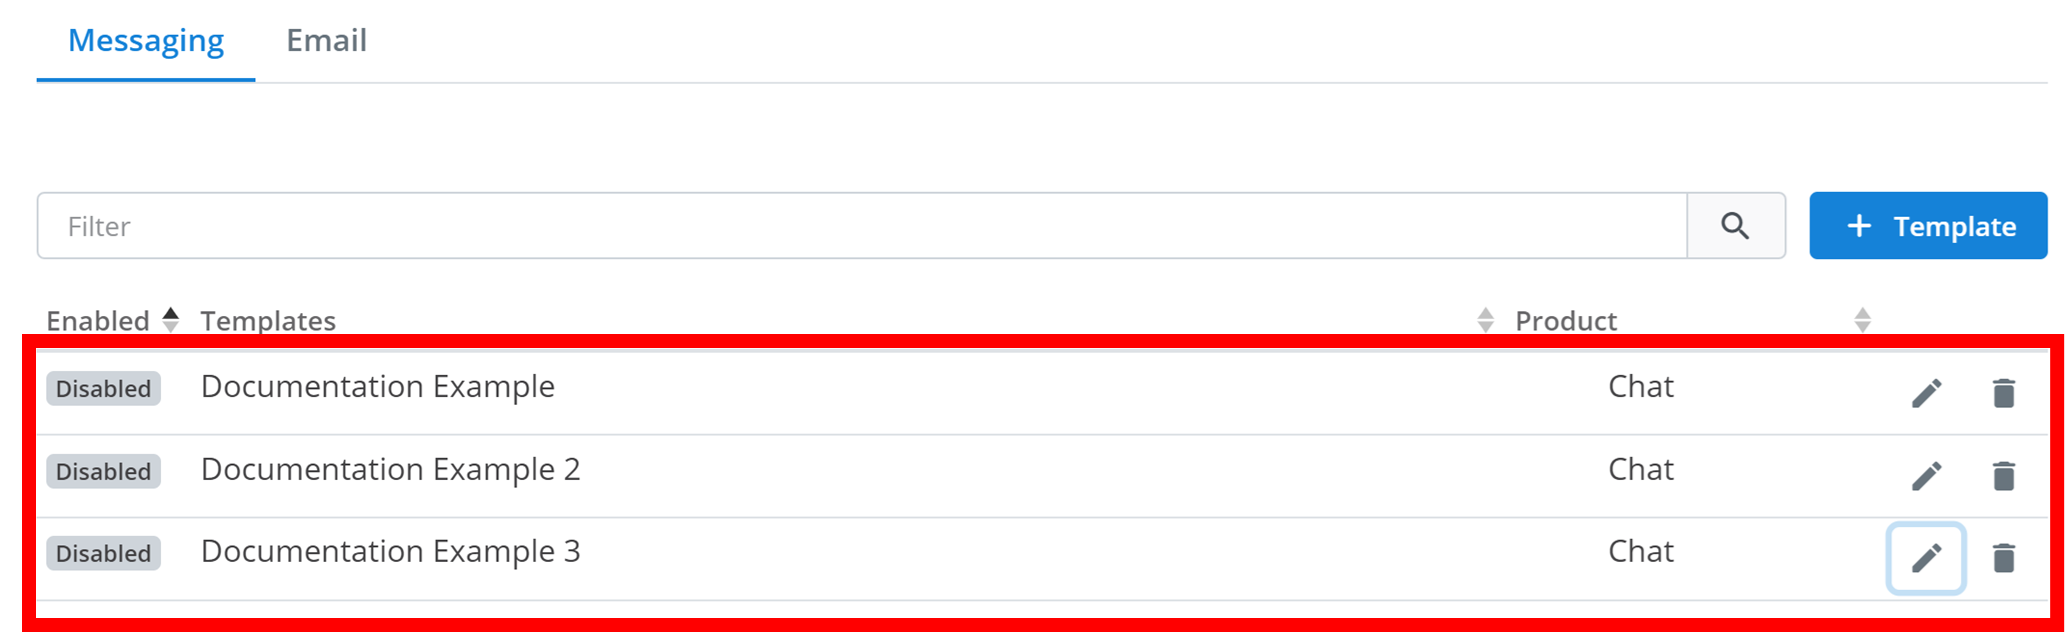 Messaging Email
Filter
+ Template
Enabled Templates Product
Disabled Documentation Example Chat
Disabled Documentation Example 2 Chat
Disabled Documentation Example 3 Chat